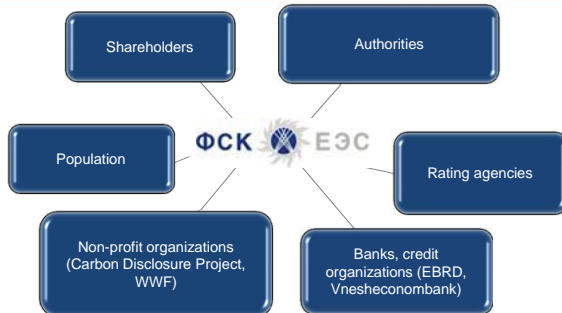 Shareholders
Authorities
ФСК ЕЭС
Population
Rating agencies
Non-profit organizations
(Carbon Disclosure Project,
WWF)
Banks, credit
organizations (EBRD,
Vnesheconombank)